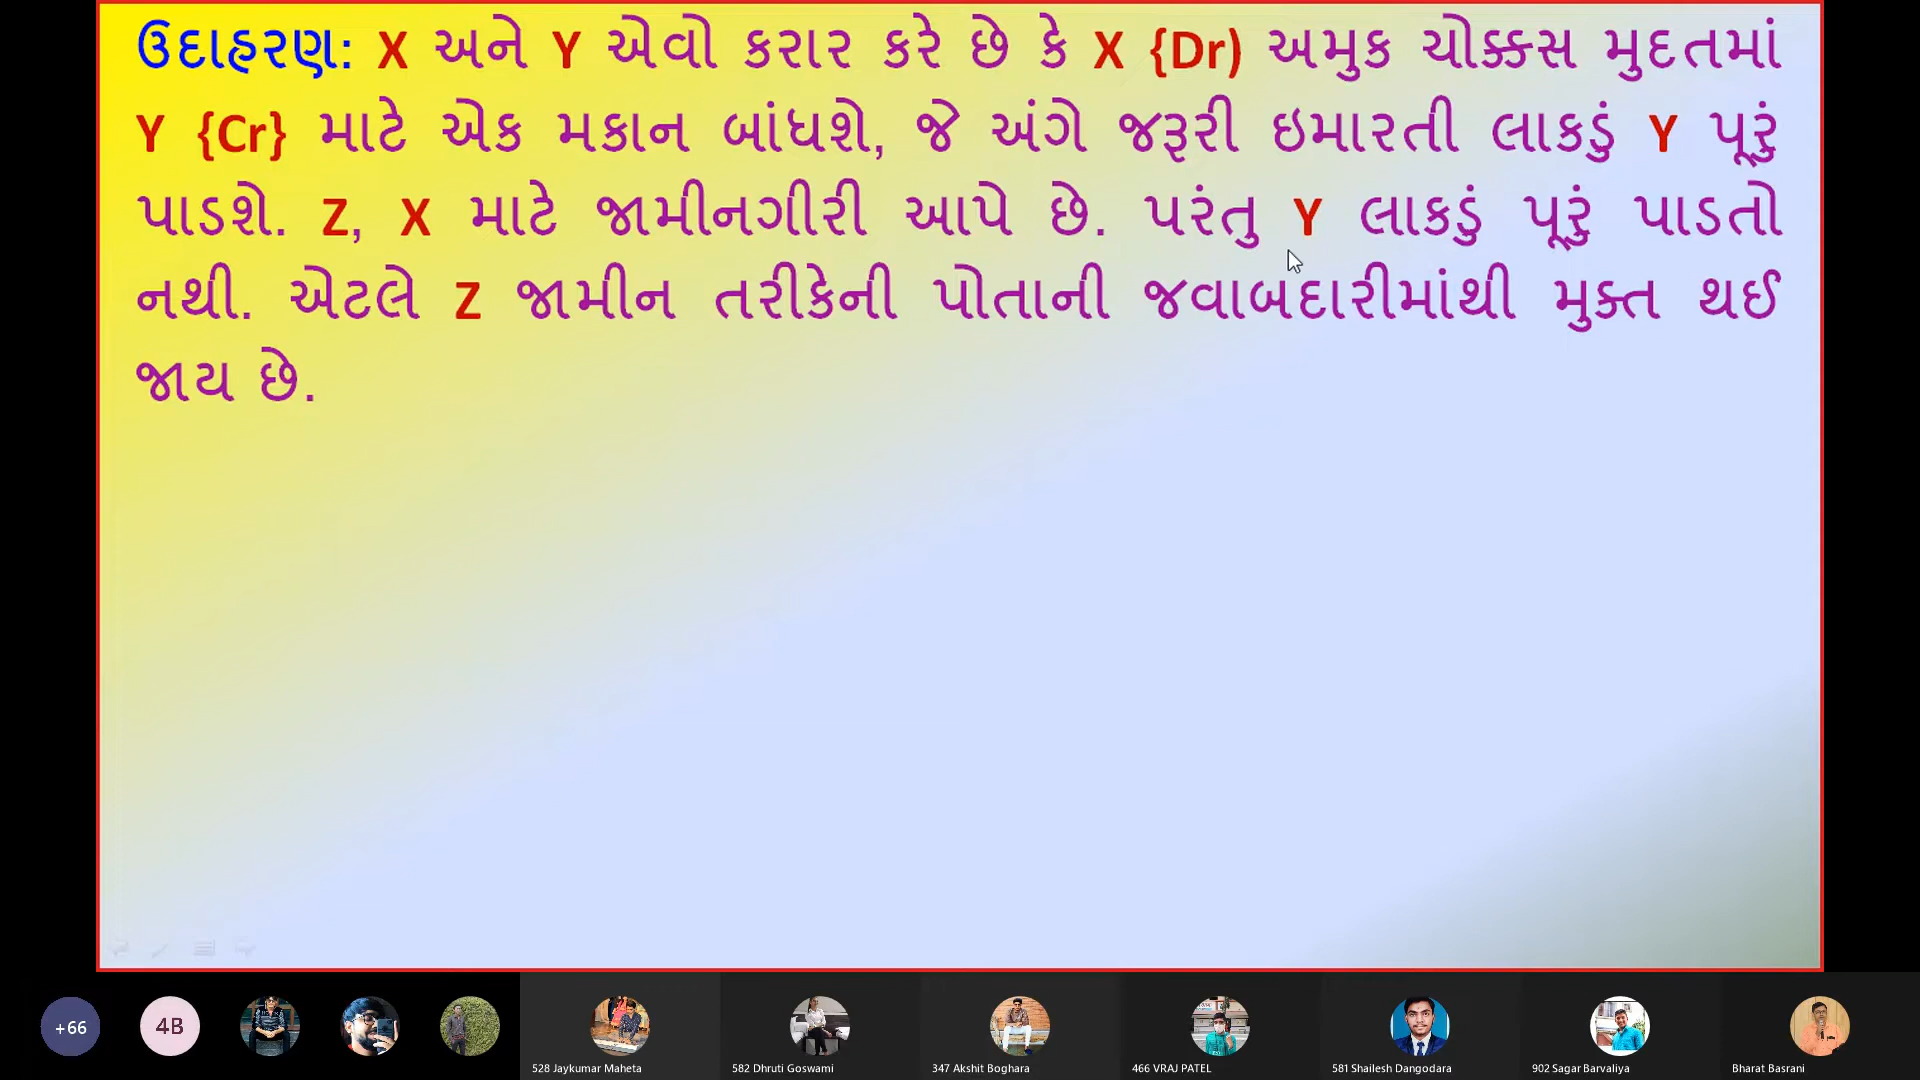 ઉદાહરણ: X અને Y એવો કરાર કરે છે કે X {Dr) અમુક ચોક્કસ મુદતમાં
Y {Cr} માટે એક મકાન બાંધશે, જે અંગે જરૂરી ઇમારતી લાકડું Y પૂરું
પાડશે. Z, X માટે જામીનગીરી આપે છે. પરંતુ Y લાકડું પૂરું પાડતો
નથી. એટલે Z જામીન તરીકેની પોતાની જવાબદારીમાંથી મુક્ત થઈ
જાય છે.
+66
4B
528 Jaykumar Maheta
582 Dhruti Goswami
347 Akshit Boghara
466 VRAJ PATEL
581 Shailesh Dangodara
902 Sagar Barvaliya
Bharat Basrani